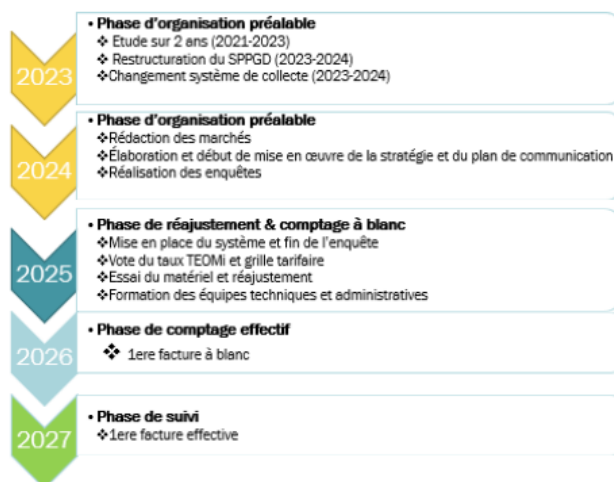 2023
• Phase d'organisation préalable
❖ Etude sur 2 ans (2021-2023)
❖ Restructuration du SPPGD (2023-2024)
❖Changement système de collecte (2023-2024)
2024
• Phase d'organisation préalable
❖Rédaction des marchés
❖Élaboration et début de mise en œuvre de la stratégie et du plan de communication
❖Réalisation des enquêtes
2025
• Phase de réajustement & comptage à blanc
❖Mise en place du système et fin de l'enquête
❖Vote du taux TEOMi et grille tarifaire
❖Essai du matériel et réajustement
❖Formation des équipes techniques et administratives
2026
• Phase de comptage effectif
❖ 1ere facture à blanc
2027
• Phase de suivi
❖1ere facture effective